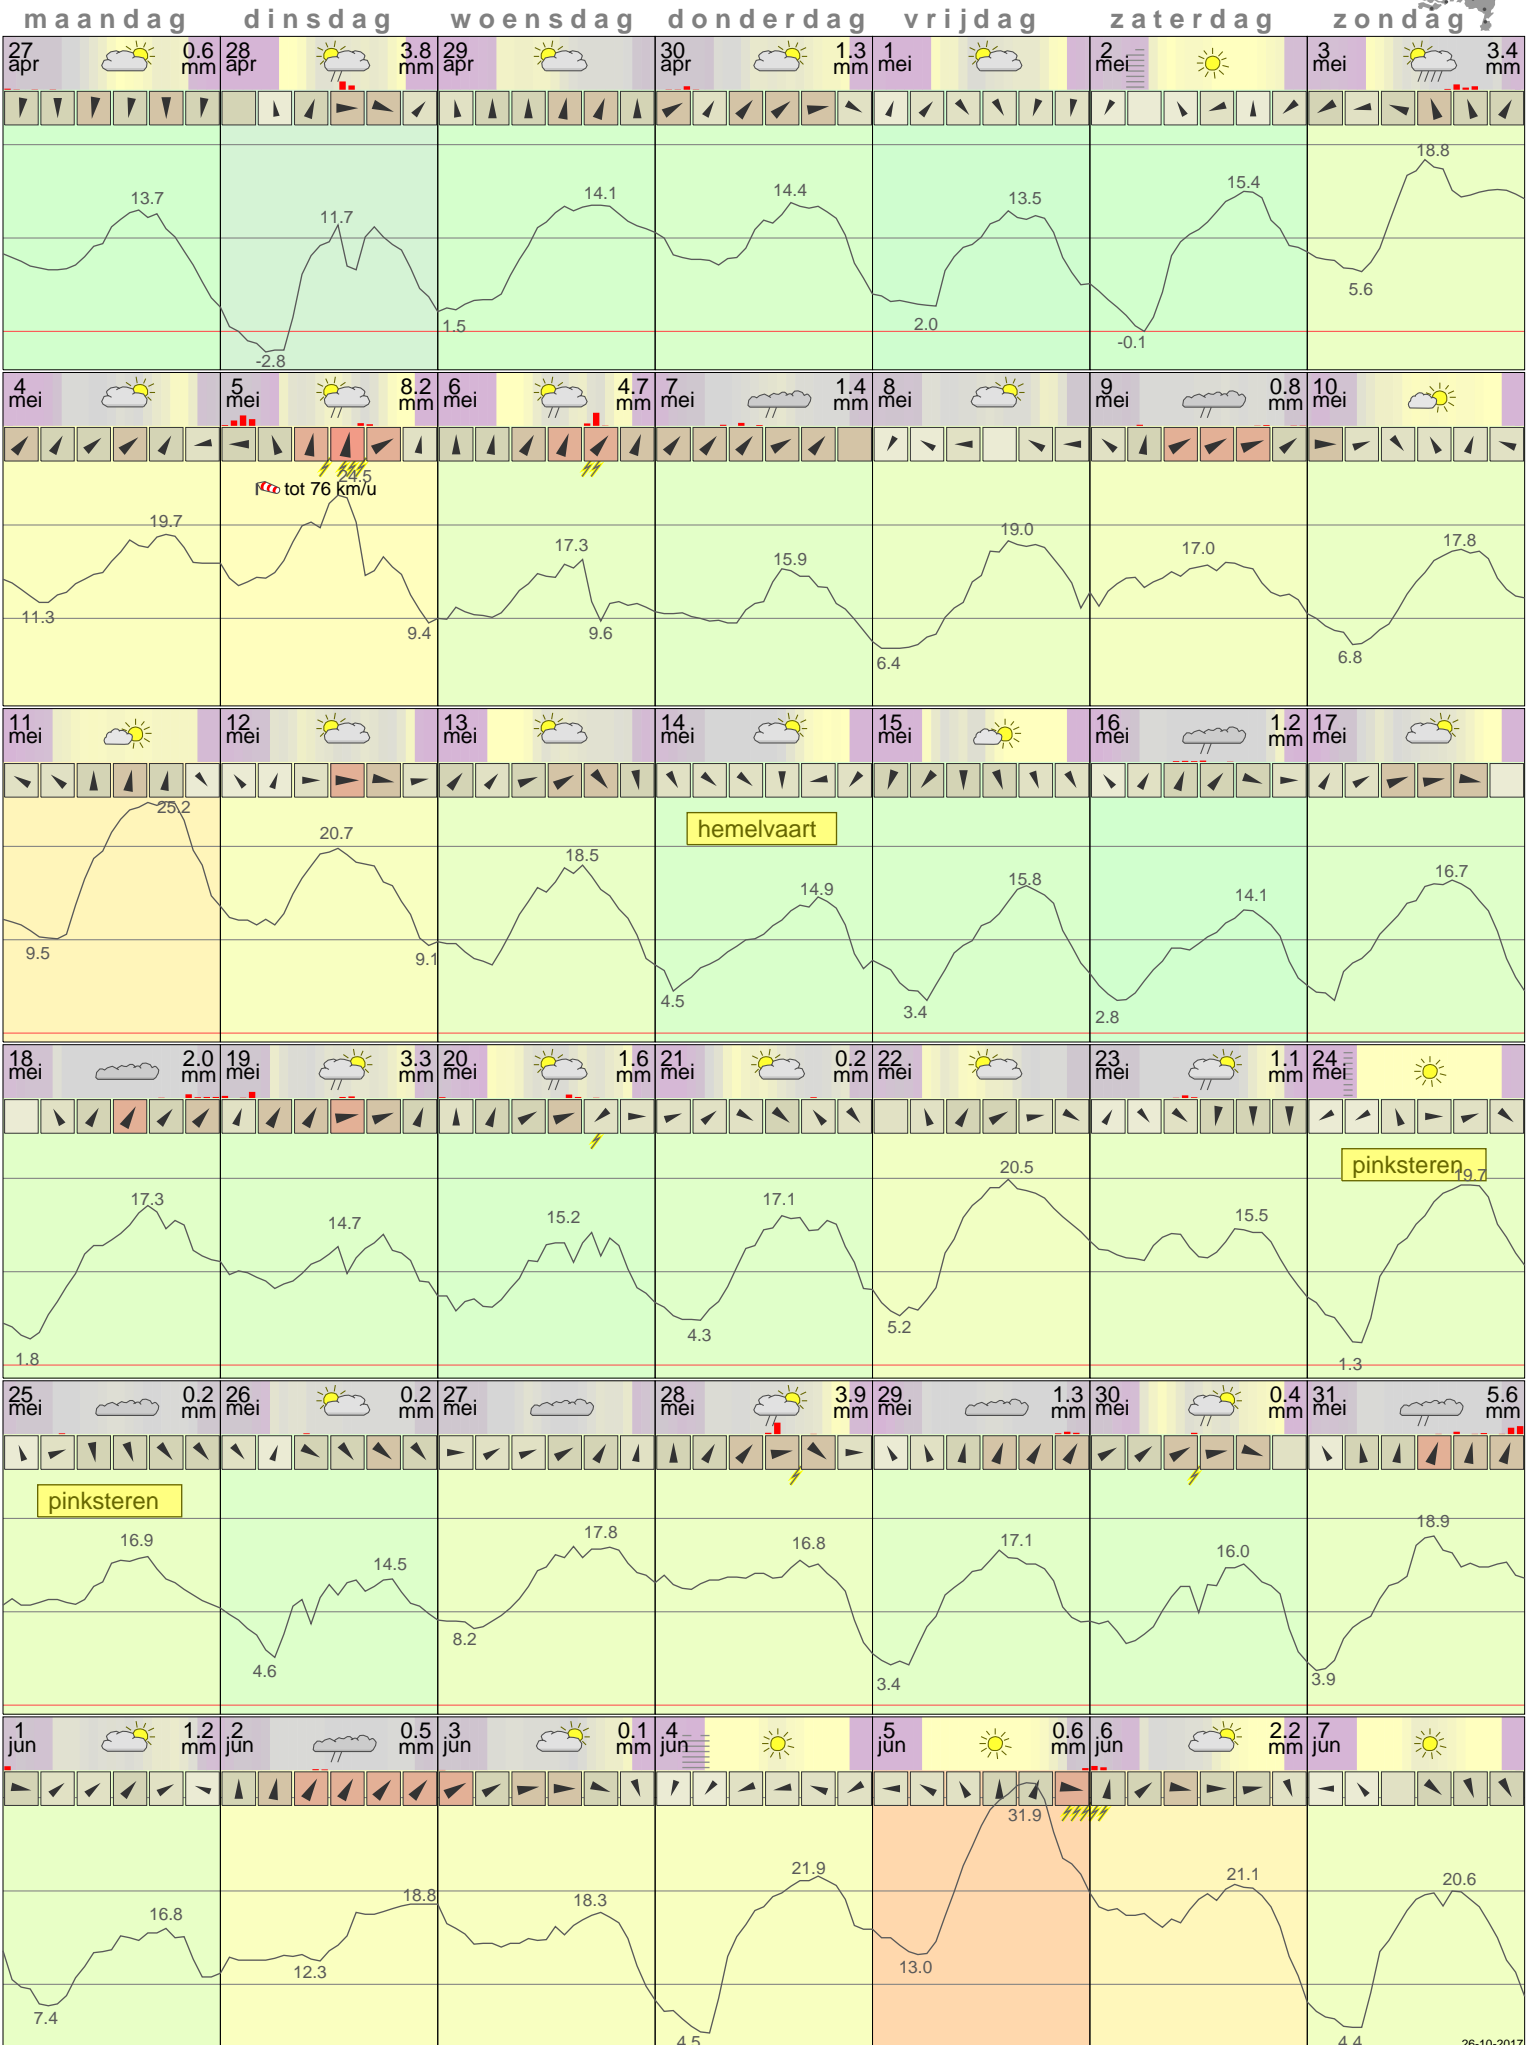 maandag dinsdag woensdag donderdag vrijdag zaterdag zondag
27 apr 0.6 mm 28 apr 3.8 mm 29 apr 30 apr 1.3 mm 1 mei 2 mei 3 mei 3.4 mm
13.7 11.7 14.1 14.4 13.5 15.4 18.8
-2.8 1.5 2.0 -0.1 5.6
4 mei 5 mei 8.2 mm 6 mei 4.7 mm 7 mei 1.4 mm 8 mei 9 mei 0.8 mm 10 mei
tot 76 km/u
19.7 24.5 17.3 15.9 19.0 17.0 17.8
11.3 9.4 9.6 6.4 6.8
11 mei 12 mei 13 mei 14 mei 15 mei 16 mei 1.2 mm 17 mei
hemelvaart
25.2 20.7 18.5 14.9 15.8 14.1 16.7
9.5 9.1 4.5 3.4 2.8
18 mei 2.0 mm 19 mei 3.3 mm 20 mei 1.6 mm 21 mei 0.2 mm 22 mei 23 mei 1.1 mm 24 mei
pinksteren
17.3 14.7 15.2 17.1 20.5 15.5 19.7
1.8 4.3 5.2 1.3
25 mei 0.2 mm 26 mei 0.2 mm 27 mei 28 mei 3.9 mm 29 mei 1.3 mm 30 mei 0.4 mm 31 mei 5.6 mm
pinksteren
16.9 14.5 17.8 16.8 17.1 16.0 18.9
4.6 8.2 3.4 3.9
1 jun 1.2 mm 2 jun 0.5 mm 3 jun 0.1 mm 4 jun 5 jun 0.6 mm 6 jun 2.2 mm 7 jun
16.8 18.8 18.3 21.9 31.9 21.1 20.6
7.4 12.3 4.5 13.0 4.4
26-10-2017